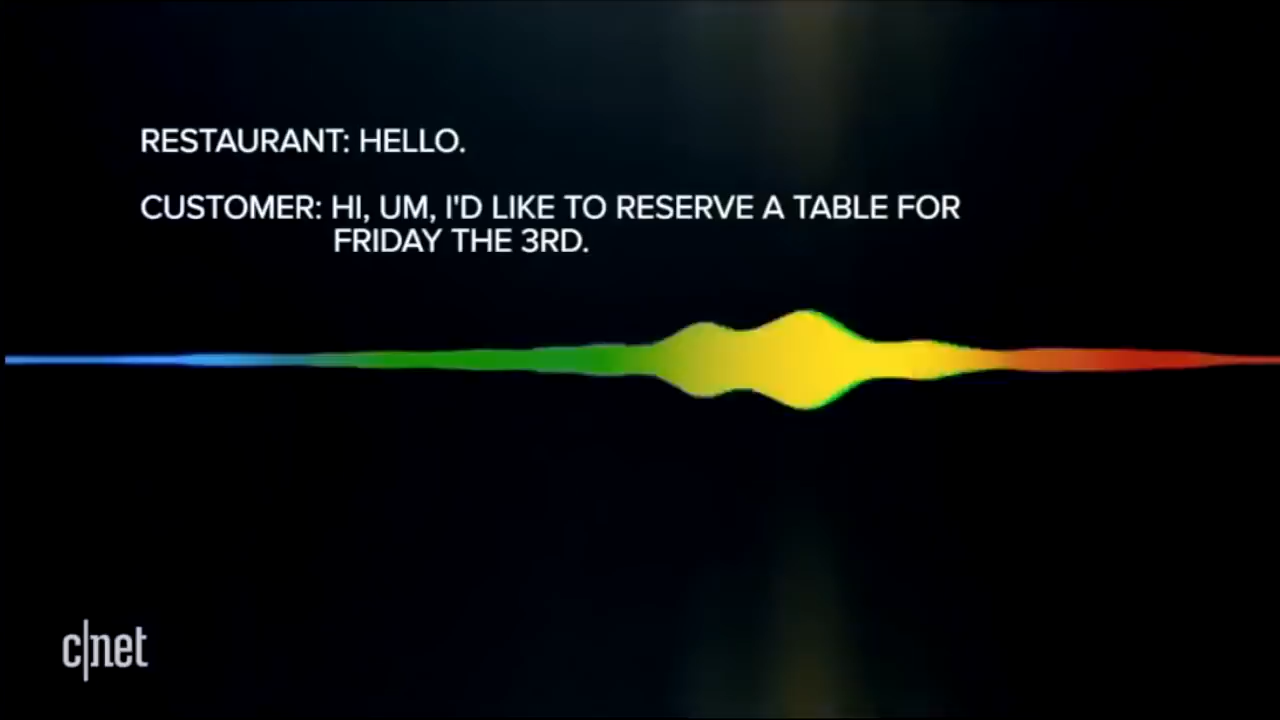 RESTAURANT: HELLO.
CUSTOMER: HI, UM, I'D LIKE TO RESERVE A TABLE FOR
FRIDAY THE 3RD.
c|net